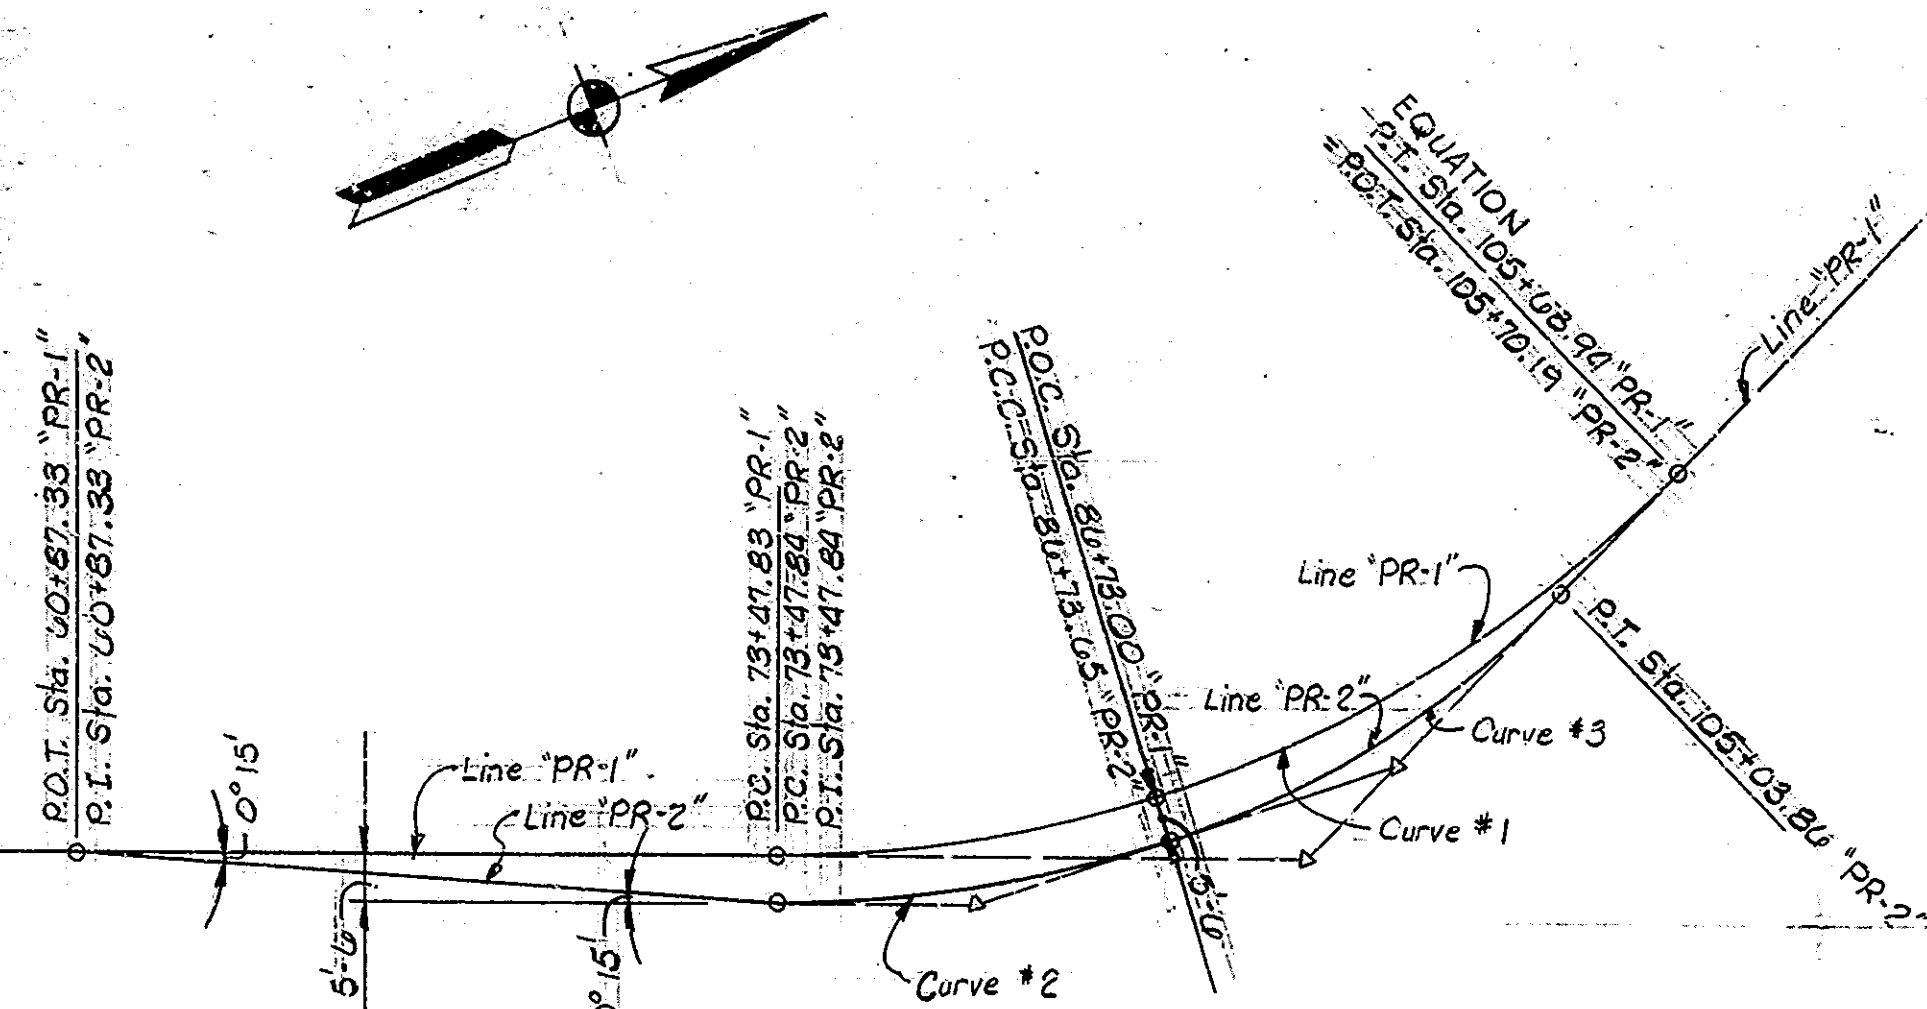 P.O.T. Sta. 60+87.33 "PR-1"
P.I. Sta. 60+87.33 "PR-2"
0° 15'
5'-6
Line "PR-1"
Line "PR-2"
0° 15'
P.C. Sta. 73+47.83 "PR-1"
P.C. Sta. 73+47.84 "PR-2"
P.I. Sta. 73+47.84 "PR-2"
Curve #2
P.O.C. Sta. 86+73.00 "PR-1"
P.C.C. Sta. 86+73.65 "PR-2"
5'-6
Line "PR-2"
Line "PR-1"
Curve #1
Curve #3
EQUATION
P.T. Sta. 105+68.94 "PR-1"
= P.O.T. Sta. 105+70.19 "PR-2"
Line "PR-1"
P.T. Sta. 105+03.86 "PR-2"